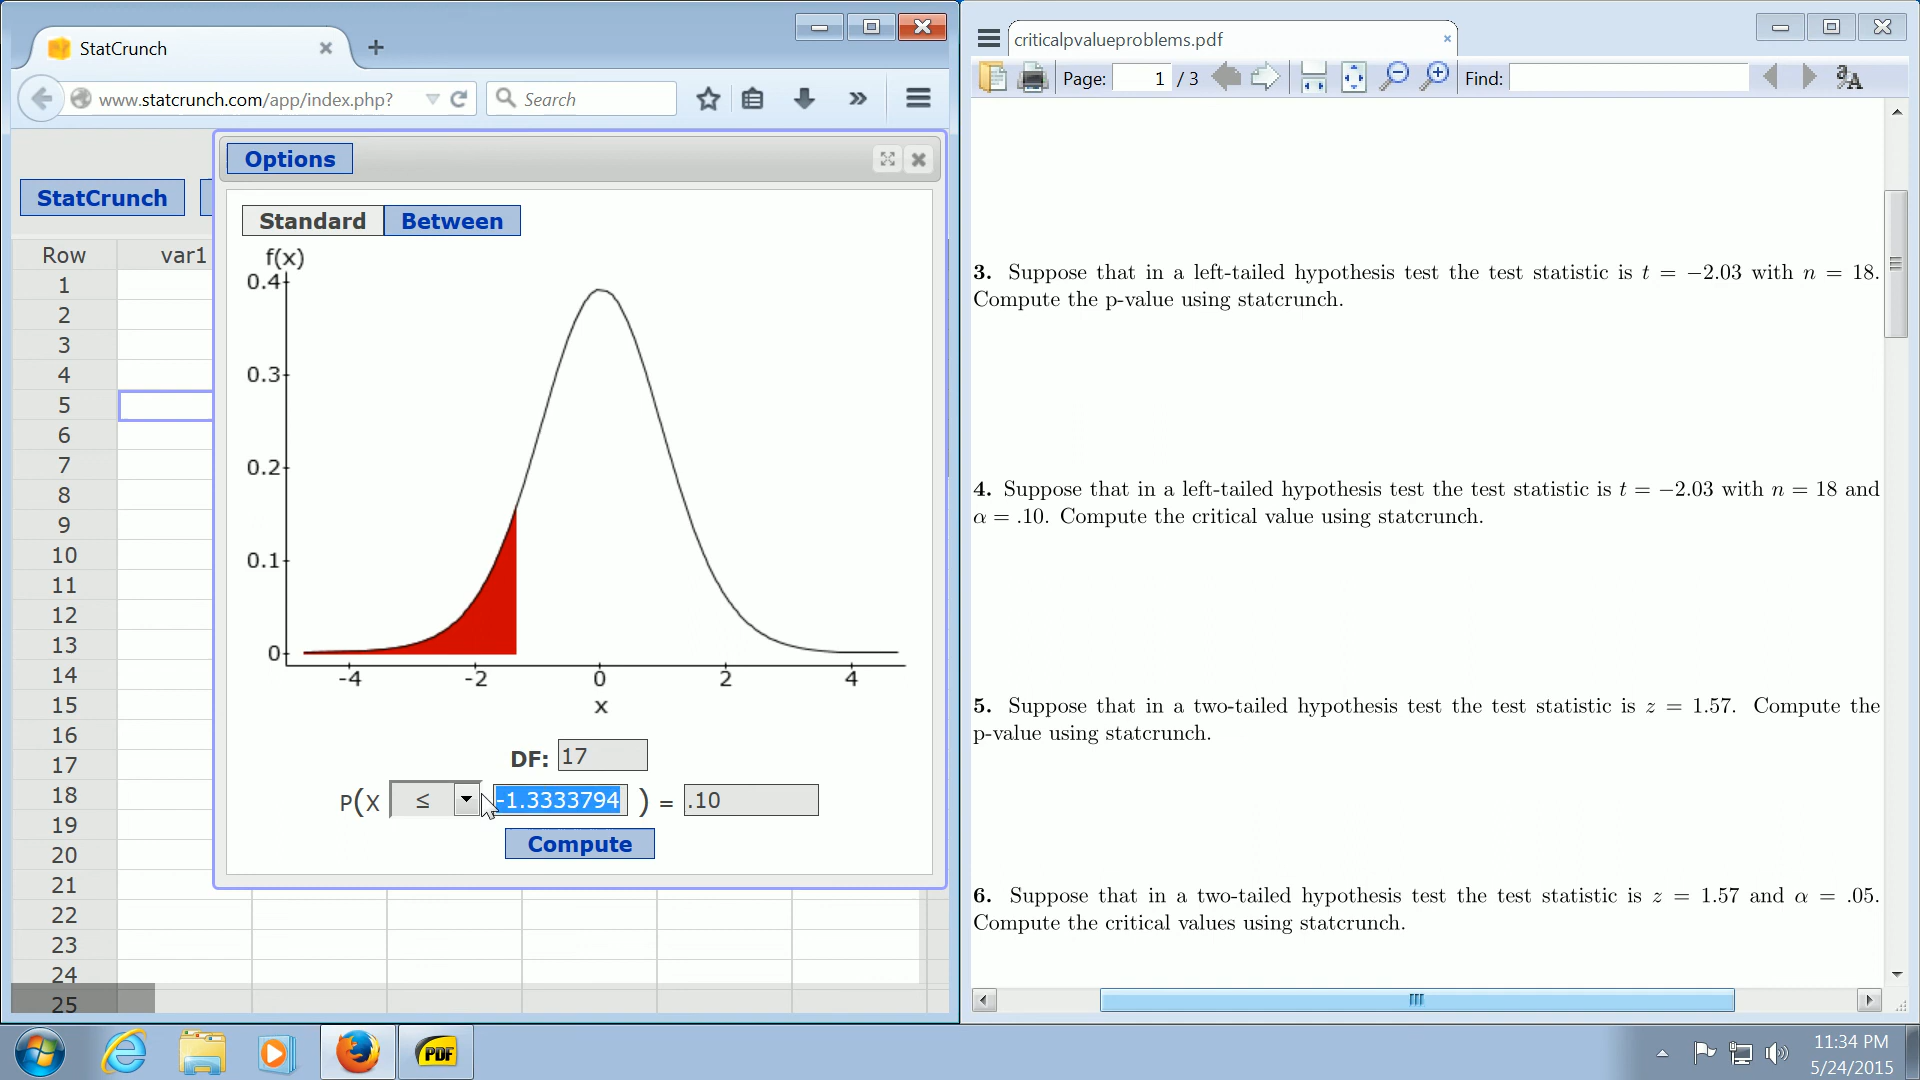 StatCrunch
www.statcrunch.com/app/index.php?
Search
Options
StatCrunch
Standard
Between
Row
var1
1
2
3
4
5
6
7
8
9
10
11
12
13
14
15
16
17
18
19
20
21
22
23
24
25
f(x)
0.4
0.3
0.2
0.1
0
-4 -2 0 2 4
x
DF: 17
P(X ≤ -1.3333794 ) = .10
Compute
criticalpvalueproblems.pdf
Page: 1 / 3
Find:
3. Suppose that in a left-tailed hypothesis test the test statistic is t = −2.03 with n = 18.
Compute the p-value using statcrunch.
4. Suppose that in a left-tailed hypothesis test the test statistic is t = −2.03 with n = 18 and
α = .10. Compute the critical value using statcrunch.
5. Suppose that in a two-tailed hypothesis test the test statistic is z = 1.57. Compute the
p-value using statcrunch.
6. Suppose that in a two-tailed hypothesis test the test statistic is z = 1.57 and α = .05.
Compute the critical values using statcrunch.
PDF
11:34 PM
5/24/2015